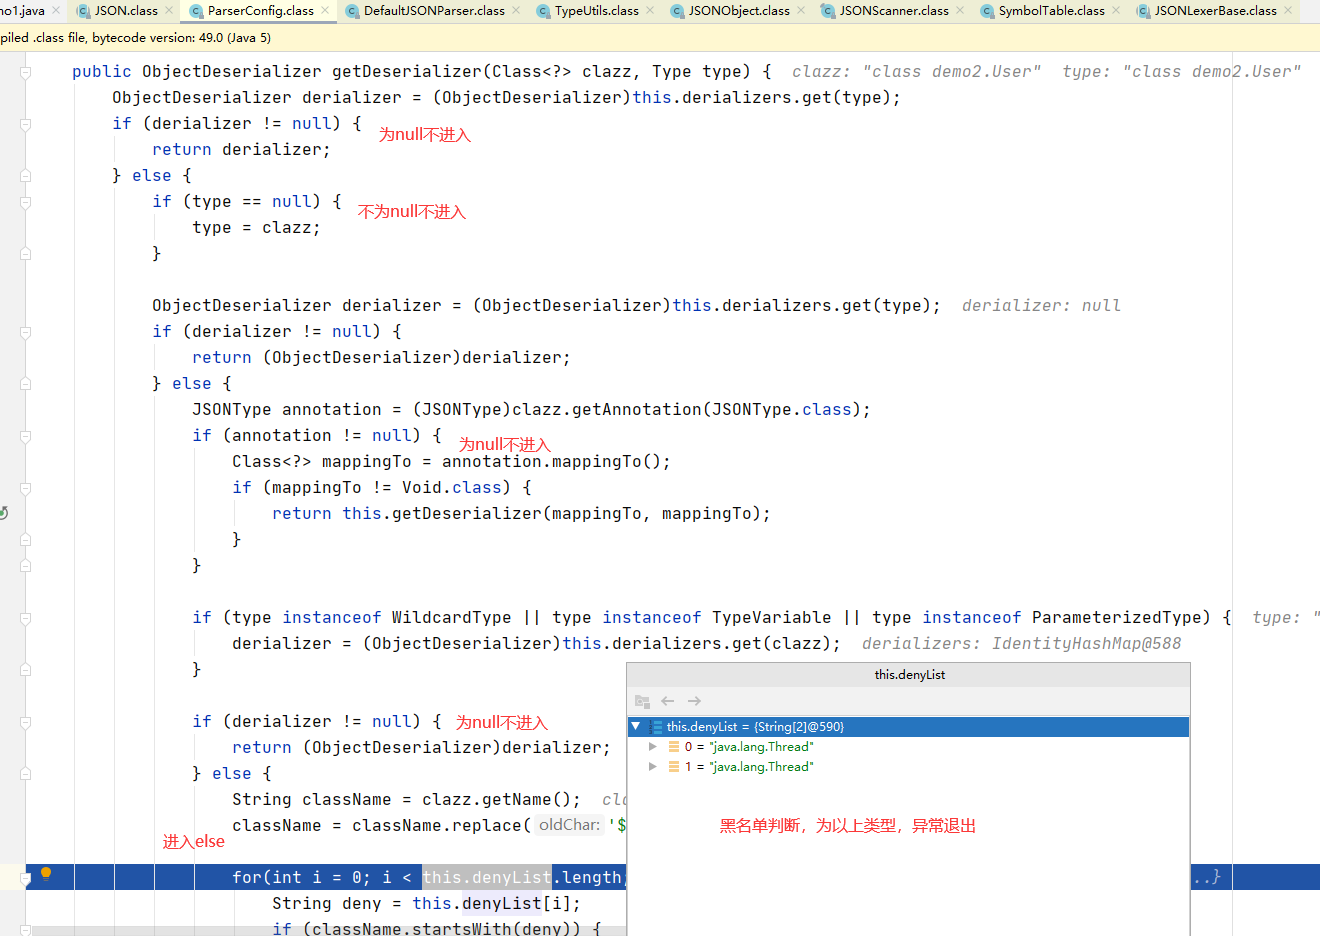 no1.java JSON.class ParserConfig.class DefaultJSONParser.class TypeUtils.class JSONObject.class JSONScanner.class SymbolTable.class JSONLexerBase.class
piled .class file, bytecode version: 49.0 (Java 5)
public ObjectDeserializer getDeserializer(Class<?> clazz, Type type) { clazz: "class demo2.User" type: "class demo2.User"
ObjectDeserializer derializer = (ObjectDeserializer)this.derializers.get(type);
if (derializer != null) { 为null不进入
return derializer;
} else {
if (type == null) { 不为null不进入
type = clazz;
}
ObjectDeserializer derializer = (ObjectDeserializer)this.derializers.get(type); derializer: null
if (derializer != null) {
return (ObjectDeserializer)derializer;
} else {
JSONType annotation = (JSONType)clazz.getAnnotation(JSONType.class);
if (annotation != null) { 为null不进入
Class<?> mappingTo = annotation.mappingTo();
if (mappingTo != Void.class) {
return this.getDeserializer(mappingTo, mappingTo);
}
}
if (type instanceof WildcardType || type instanceof TypeVariable || type instanceof ParameterizedType) { type: "
derializer = (ObjectDeserializer)this.derializers.get(clazz); derializers: IdentityHashMap@588
}
this.denyList
if (derializer != null) { 为null不进入
this.denyList = {String[2]@590}
return (ObjectDeserializer)derializer;
0 = "java.lang.Thread"
} else {
1 = "java.lang.Thread"
String className = clazz.getName(); cla
className = className.replace( oldChar: '$
黑名单判断，为以上类型，异常退出
进入else
for(int i = 0; i < this.denyList.length; ..}
String deny = this.denyList[i];
if (className.startsWith(deny)) {